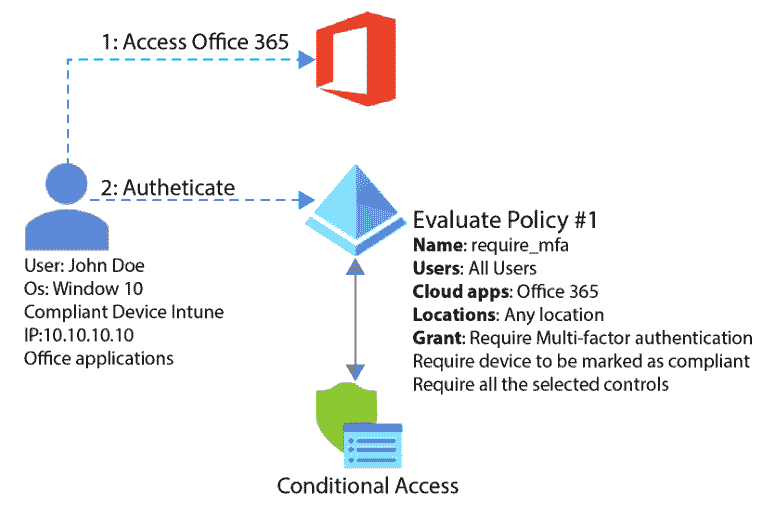 1: Access Office 365
2: Autheticate
User: John Doe
Os: Window 10
Compliant Device Intune
IP:10.10.10.10
Office applications
Evaluate Policy #1
Name: require_mfa
Users: All Users
Cloud apps: Office 365
Locations: Any location
Grant: Require Multi-factor authentication
Require device to be marked as compliant
Require all the selected controls
Conditional Access